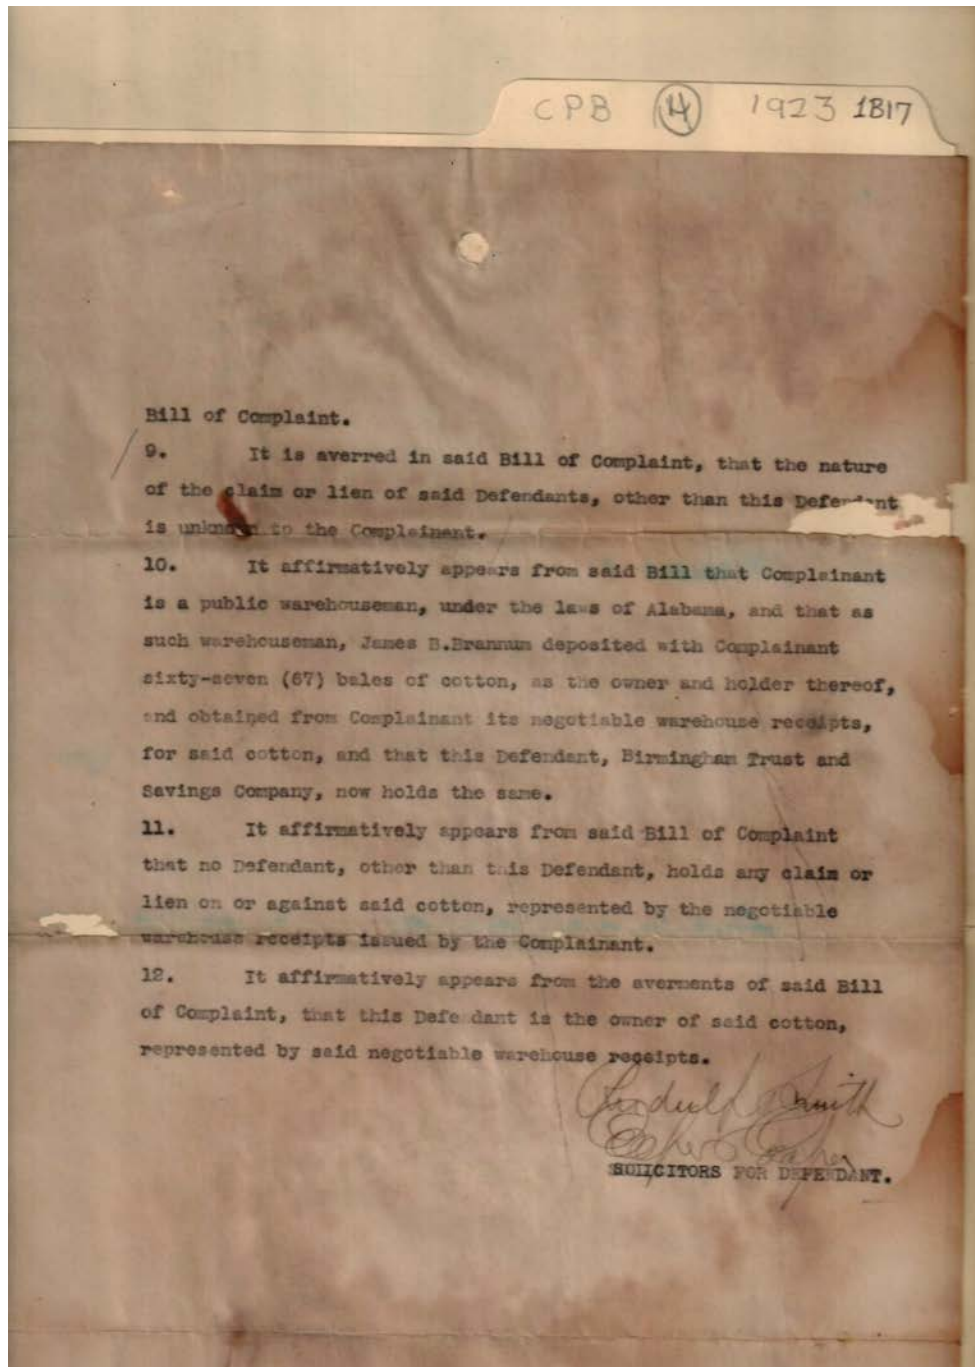 CPB 4 1923 1817
Bill of Complaint.
9. It is averred in said Bill of Complaint, that the nature
of the claim or lien of said Defendants, other than this Defendant
is unknown to the Complainant.
10. It affirmatively appears from said Bill that Complainant
is a public warehouseman, under the laws of Alabama, and that as
such warehouseman, James B.Brannum deposited with Complainant
sixty-seven (67) bales of cotton, as the owner and holder thereof,
and obtained from Complainant its negotiable warehouse receipts,
for said cotton, and that this Defendant, Birmingham Trust and
Savings Company, now holds the same.
11. It affirmatively appears from said Bill of Complaint
that no Defendant, other than this Defendant, holds any claim or
lien on or against said cotton, represented by the negotiable
warehouse receipts issued by the Complainant.
12. It affirmatively appears from the averments of said Bill
of Complaint, that this Defe dant is the owner of said cotton,
represented by said negotiable warehouse receipts.
Smith
SOLICITORS FOR DEFENDANT.